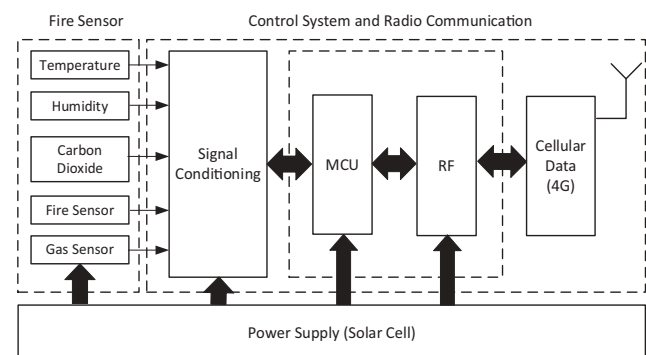 Fire Sensor
Control System and Radio Communication
Temperature
Humidity
Carbon
Dioxide
Fire Sensor
Gas Sensor
Signal
Conditioning
MCU
RF
Cellular
Data
(4G)
Power Supply (Solar Cell)